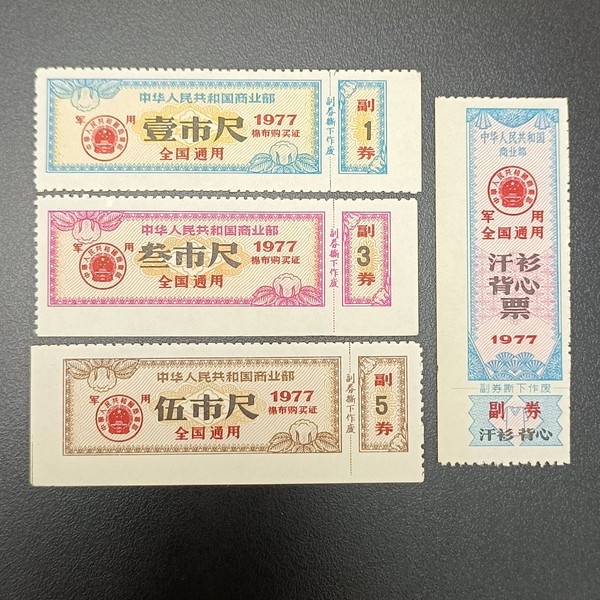 中华人民共和国商业部
军 用
壹市尺
1977
棉布购买证
全国通用
副券撕下作废
副
1
券
中华人民共和国商业部
军 用
叁市尺
1977
棉布购买证
全国通用
副券撕下作废
副
3
券
中华人民共和国商业部
军 用
伍市尺
1977
棉布购买证
全国通用
副券撕下作废
副
5
券
中华人民共和国
商业部
军 用
全国通用
汗衫
背心
票
1977
副券撕下作废
副 券
汗衫 背心